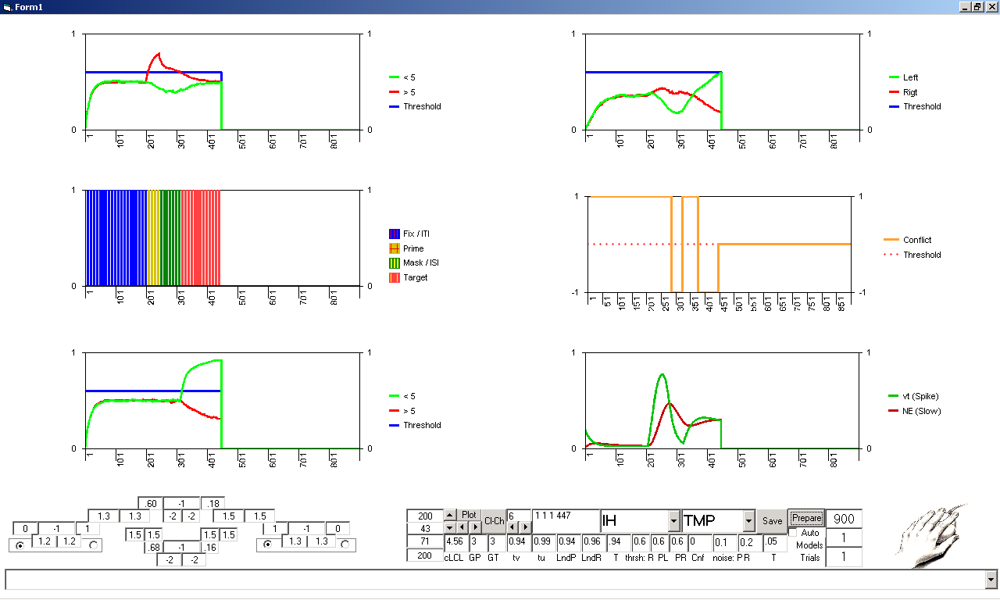 Form1
1 1 1 1
< 5 Left
> 5 Rigt
Threshold Threshold
0 0 0 0
1 101 201 301 401 501 601 701 801 1 101 201 301 401 501 601 701 801
1 1 1 1
Fix / ITI Conflict
Prime Threshold
Mask / ISI
Target
0 0 -1 -1
1 101 201 301 401 501 601 701 801 1 51 101 151 201 251 301 351 401 451 501 551 601 651 701 751 801 851
1 1 1 1
< 5 vt (Spike)
> 5 NE (Slow)
Threshold
0 0 0 0
1 101 201 301 401 501 601 701 801 1 101 201 301 401 501 601 701 801
.60 -1 .18
1.3 1.3 -2 -2 1.5 1.5
0 -1 1 1 -1 0
1.2 1.2 1.5 1.5 1.5 1.5 1.3 1.3
.68 -1 .16
-2 -2
200 Plot Cl-Ch 6 1 1 1 447 IH TMP Save Prepare 900
43
71 4.56 3 3 0.94 0.99 0.94 0.96 .94 0.6 0.6 0.6 0 0.1 0.2 .05 Auto 1
Models
200 cLCL GP GT tv tu LndP LndR T thrsh: R PL PR Cnf noise: P R T Trials 1